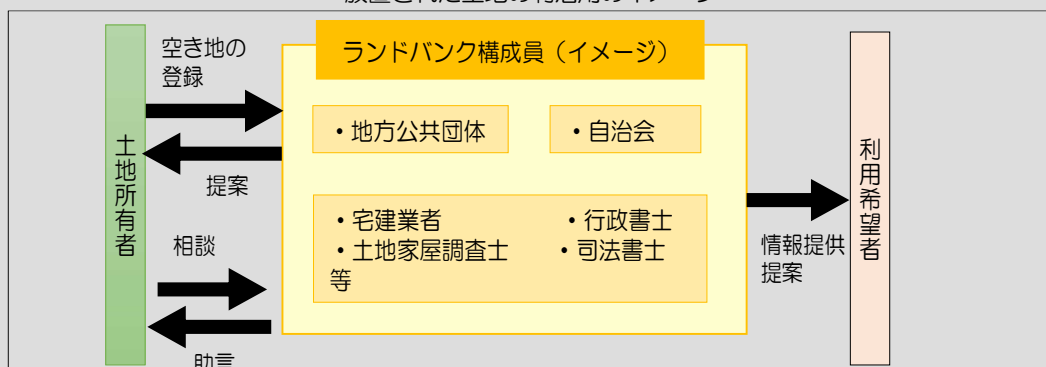 空き地の
登録
ランドバンク構成員（イメージ）
・地方公共団体
・自治会
土地所有者
提案
利用希望者
・宅建業者
・行政書士
・土地家屋調査士
・司法書士
等
相談
情報提供
提案
助言